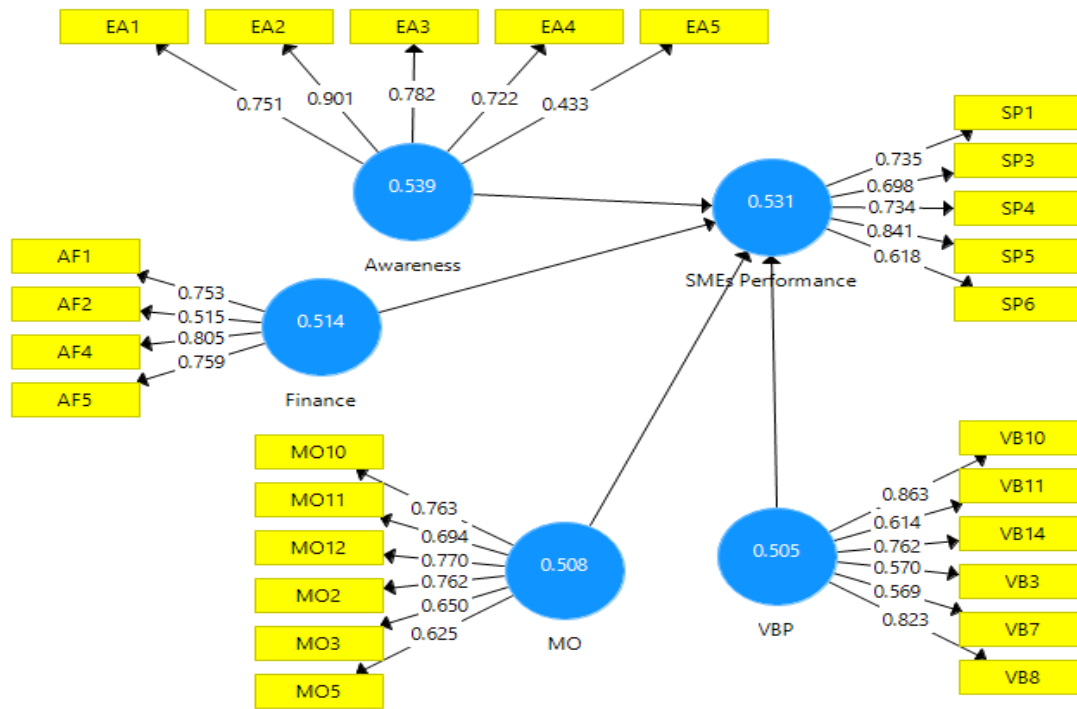 EA1
EA2
EA3
EA4
EA5
0.751
0.901
0.782
0.722
0.433
0.539
Awareness
SP1
SP3
SP4
SP5
SP6
0.735
0.698
0.734
0.841
0.618
0.531
SMEs Performance
AF1
AF2
AF4
AF5
0.753
0.515
0.805
0.759
0.514
Finance
MO10
MO11
MO12
MO2
MO3
MO5
0.763
0.694
0.770
0.762
0.650
0.625
0.508
MO
VB10
VB11
VB14
VB3
VB7
VB8
0.863
0.614
0.762
0.570
0.569
0.823
0.505
VBP